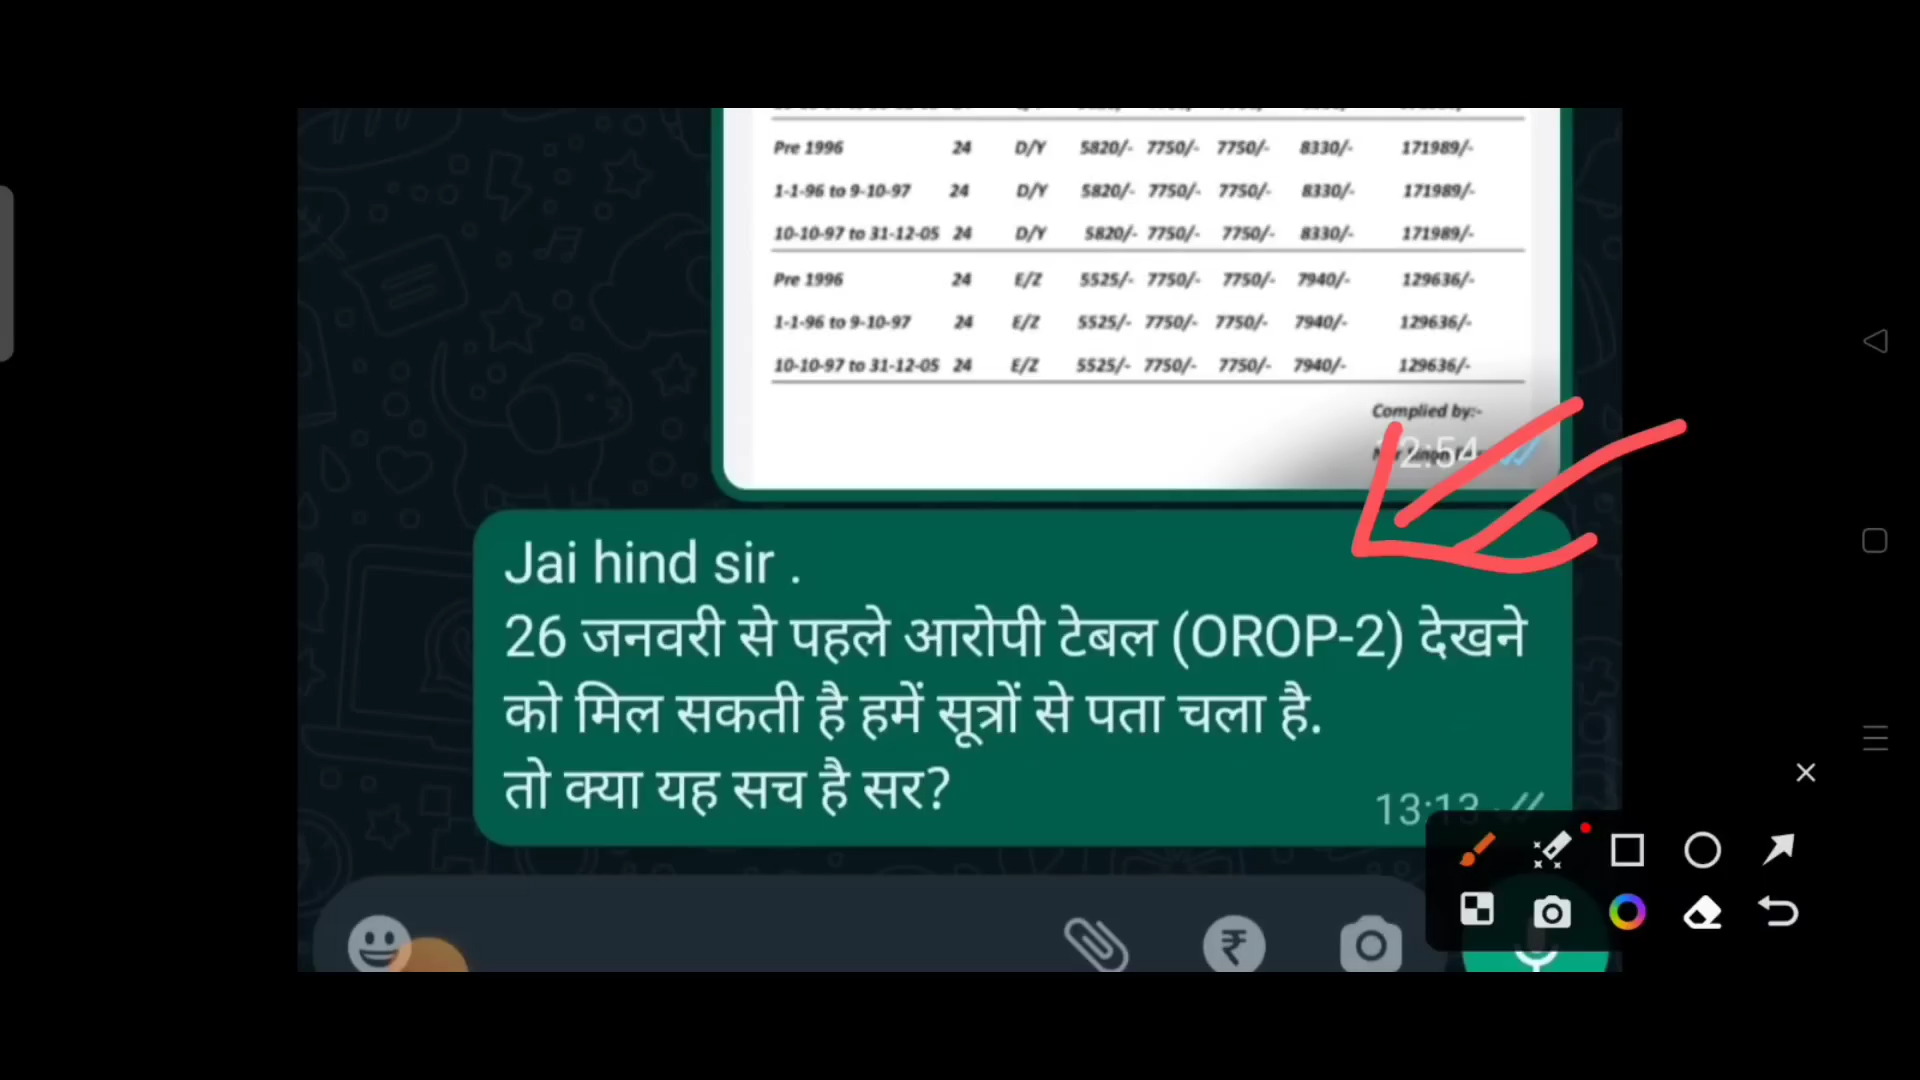 Pre 1996 24 D/Y 5820/- 7750/- 7750/- 8330/- 171989/-
1-1-96 to 9-10-97 24 D/Y 5820/- 7750/- 7750/- 8330/- 171989/-
10-10-97 to 31-12-05 24 D/Y 5820/- 7750/- 7750/- 8330/- 171989/-
Pre 1996 24 E/Z 5525/- 7750/- 7750/- 7940/- 129636/-
1-1-96 to 9-10-97 24 E/Z 5525/- 7750/- 7750/- 7940/- 129636/-
10-10-97 to 31-12-05 24 E/Z 5525/- 7750/- 7750/- 7940/- 129636/-
Complied by:-
12:54
Jai hind sir .
26 जनवरी से पहले आरोपी टेबल (OROP-2) देखने
को मिल सकती है हमें सूत्रों से पता चला है.
तो क्या यह सच है सर?
13:13